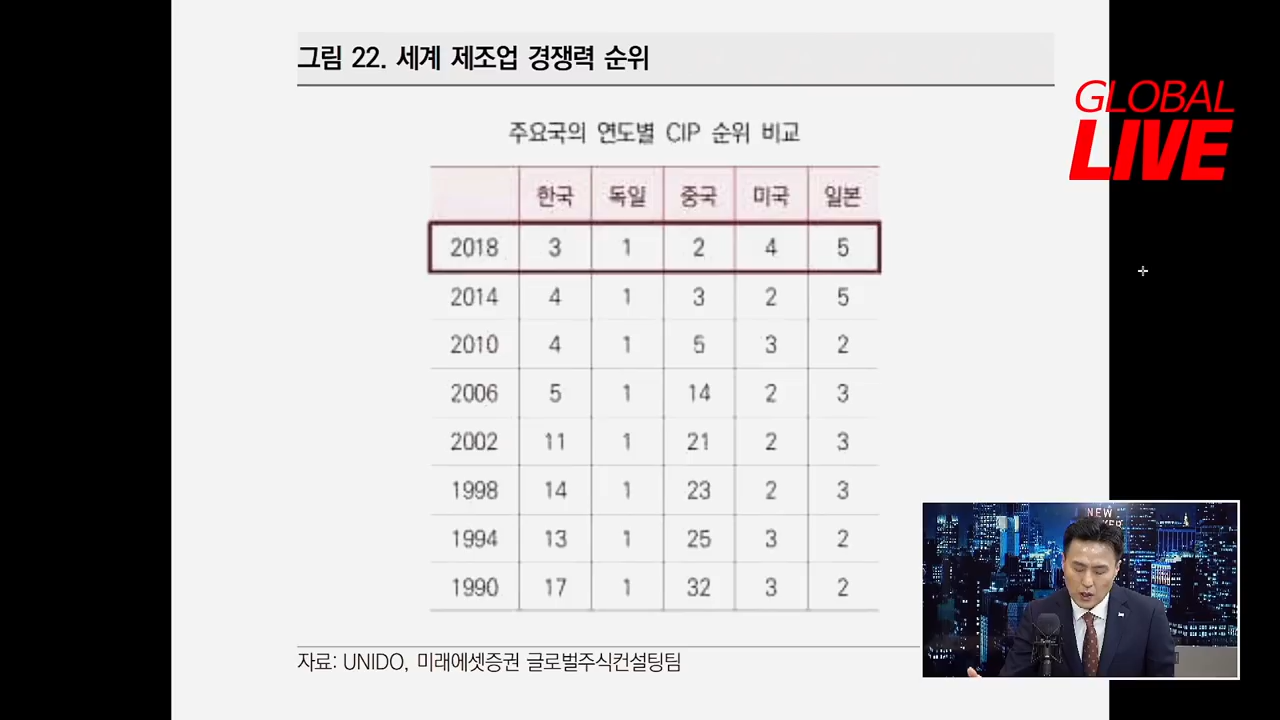 그림 22. 세계 제조업 경쟁력 순위
GLOBAL
LIVE
주요국의 연도별 CIP 순위 비교
한국 독일 중국 미국 일본
2018 3 1 2 4 5
2014 4 1 3 2 5
2010 4 1 5 3 2
2006 5 1 14 2 3
2002 11 1 21 2 3
1998 14 1 23 2 3
1994 13 1 25 3 2
1990 17 1 32 3 2
NEW
자료: UNIDO, 미래에셋증권 글로벌주식컨설팅팀